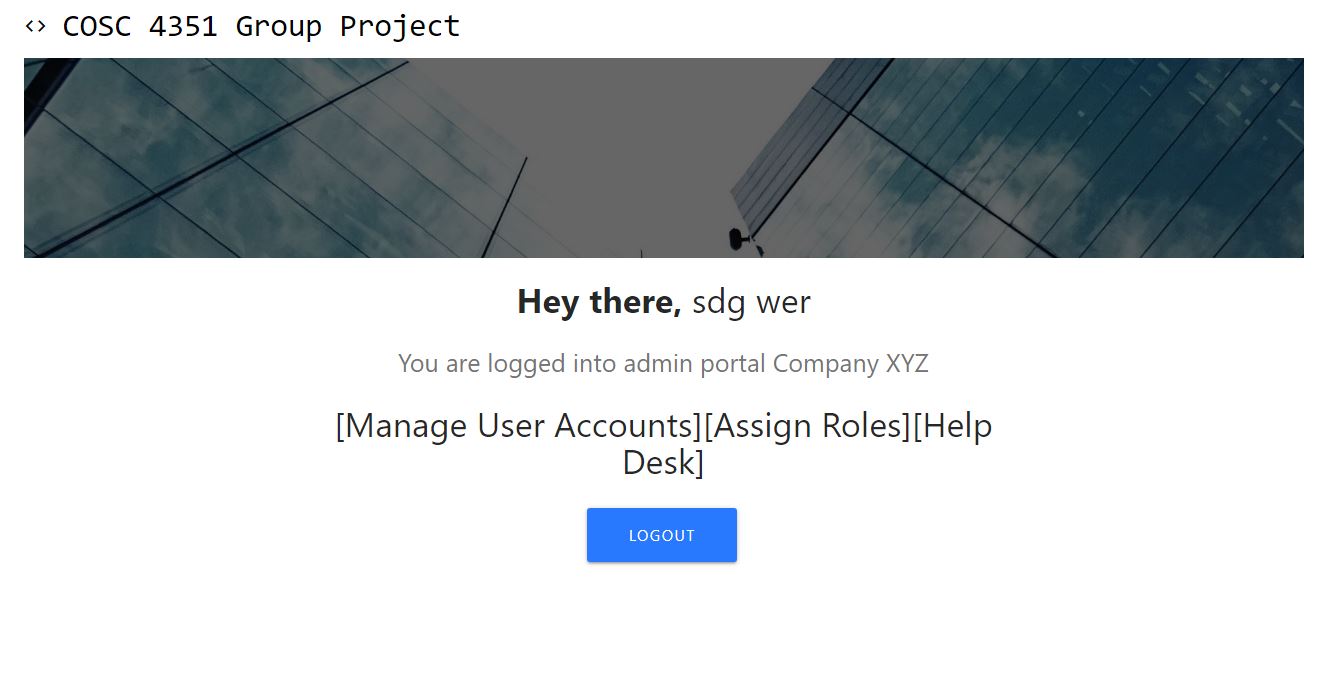 <> COSC 4351 Group Project
Hey there, sdg wer
You are logged into admin portal Company XYZ
[Manage User Accounts][Assign Roles][Help
Desk]
LOGOUT